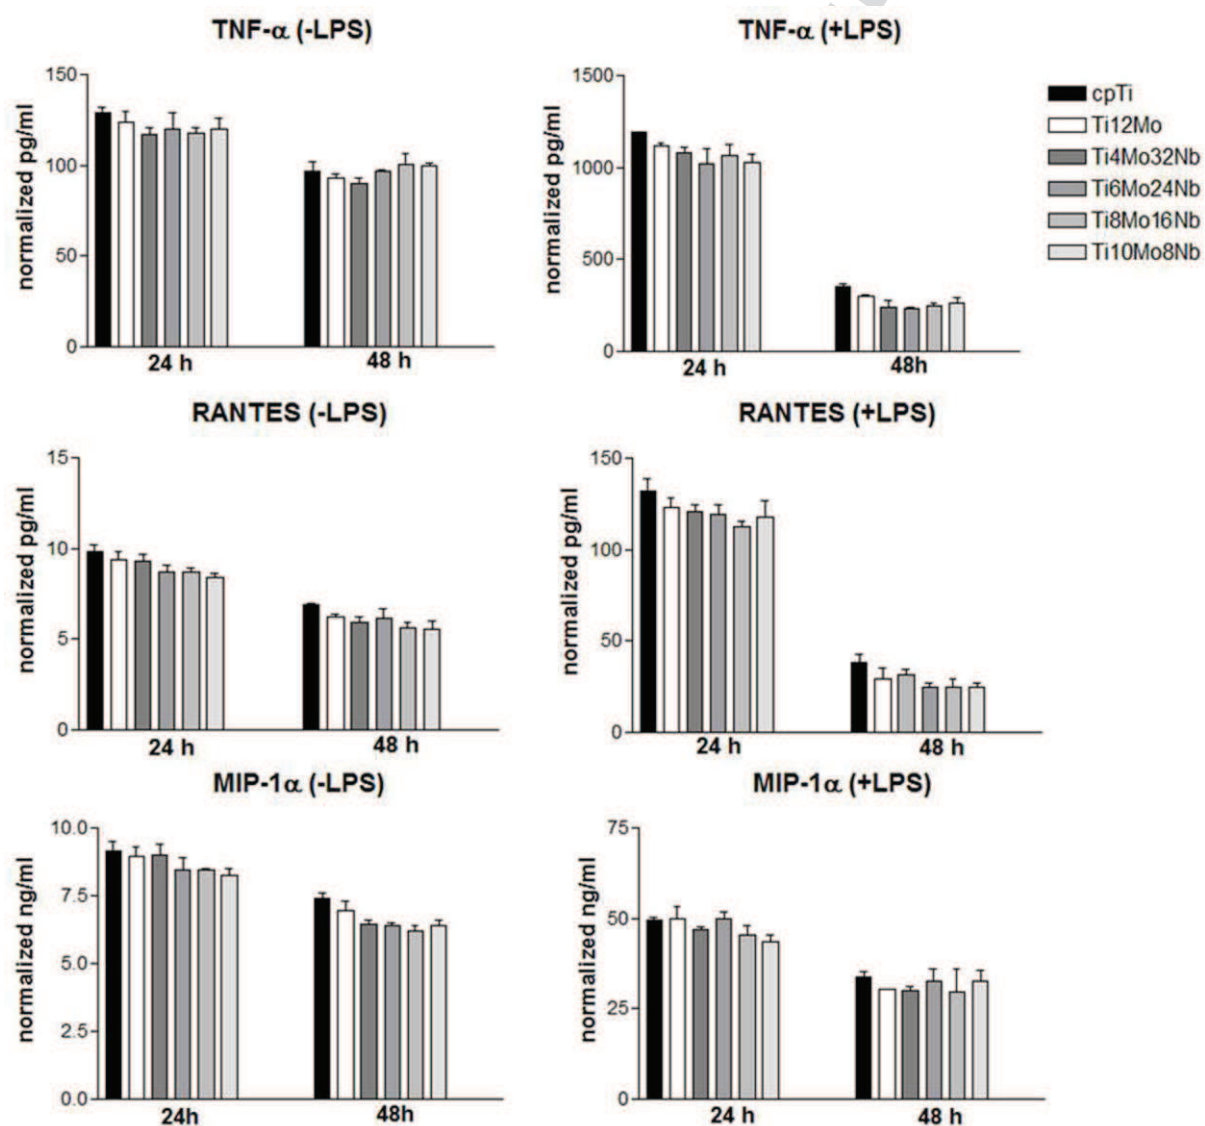 TNF-α (-LPS)
normalized pg/ml
150
100
50
0
24 h
48 h
TNF-α (+LPS)
normalized pg/ml
1500
1000
500
0
24 h
48h
cpTi
Ti12Mo
Ti4Mo32Nb
Ti6Mo24Nb
Ti8Mo16Nb
Ti10Mo8Nb
RANTES (-LPS)
normalized pg/ml
15
10
5
0
24 h
48 h
RANTES (+LPS)
normalized pg/ml
150
100
50
0
24 h
48 h
MIP-1α (-LPS)
normalized ng/ml
10.0
7.5
5.0
2.5
0.0
24h
48h
MIP-1α (+LPS)
normalized ng/ml
75
50
25
0
24 h
48 h